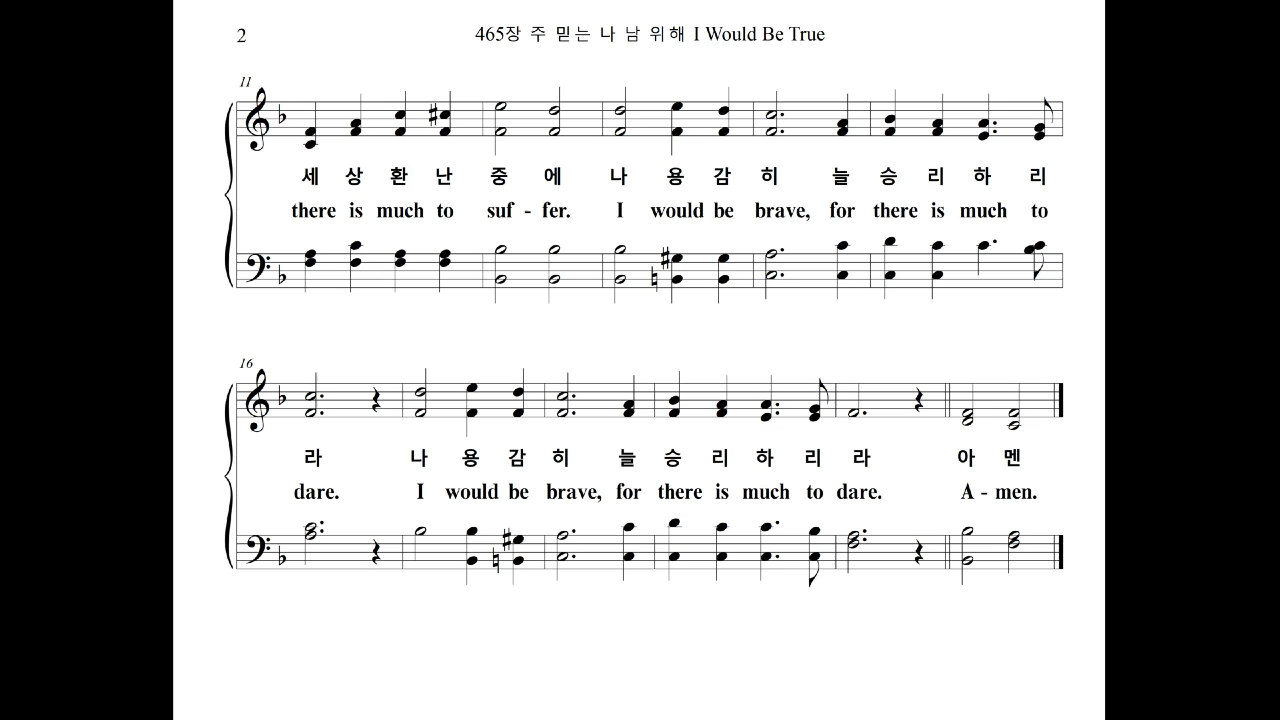 2
465장 주 믿는 나 남 위해 I Would Be True
11
세 상 환 난 중 에 나 용 감 히 늘 승 리 하 리
there is much to suf - fer. I would be brave, for there is much to
16
라 나 용 감 히 늘 승 리 하 리 라 아 멘
dare. I would be brave, for there is much to dare. A - men.